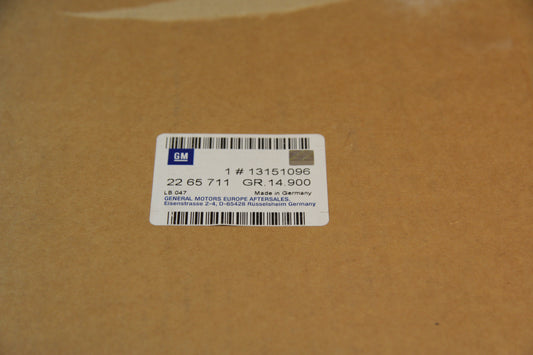 GM
1 # 13151096
22 65 711 GR.14.900
LB 047 Made in Germany
GENERAL MOTORS EUROPE AFTERSALES,
Eisenstrasse 2-4, D-65428 Rüsselsheim Germany